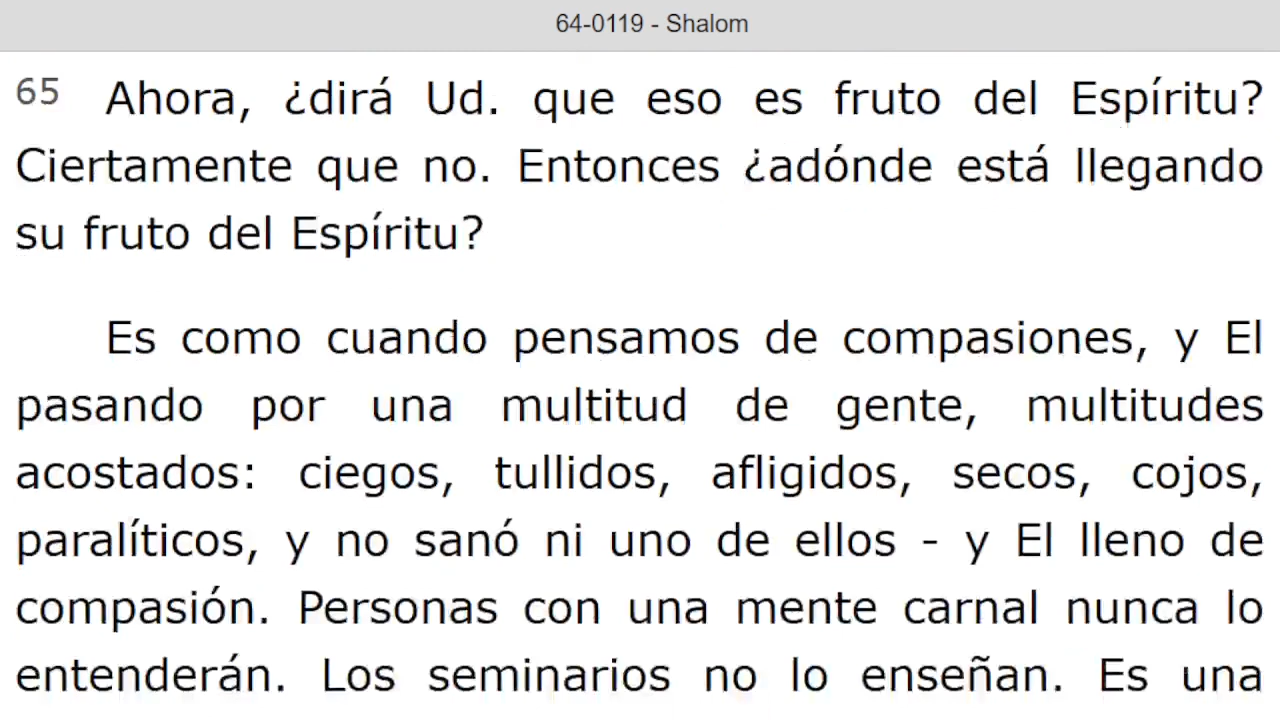 64-0119 - Shalom
65 Ahora, ¿dirá Ud. que eso es fruto del Espíritu?
Ciertamente que no. Entonces ¿adónde está llegando
su fruto del Espíritu?
Es como cuando pensamos de compasiones, y El
pasando por una multitud de gente, multitudes
acostados: ciegos, tullidos, afligidos, secos, cojos,
paralíticos, y no sanó ni uno de ellos - y El lleno de
compasión. Personas con una mente carnal nunca lo
entenderán. Los seminarios no lo enseñan. Es una